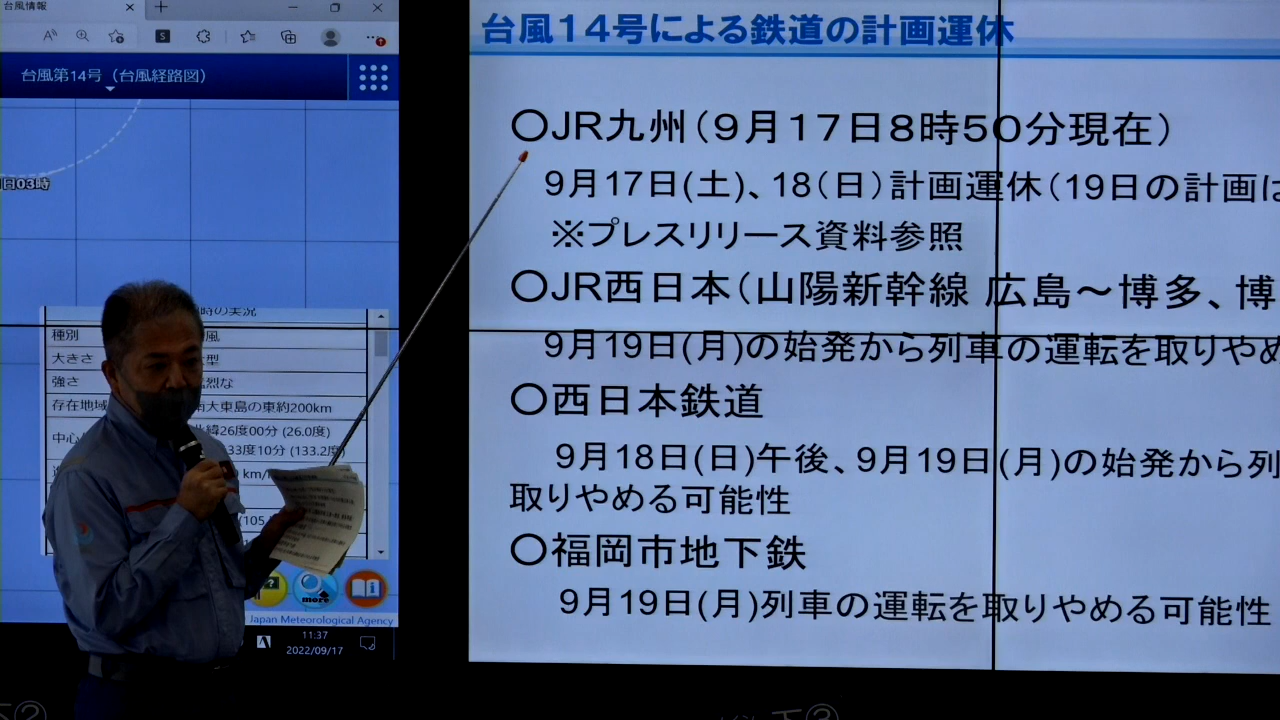 台風情報
台風第14号（台風経路図）
日03時
時の実況
種別
風
大きさ
大型
強さ
猛烈な
存在地域
南大東島の東約200km
中心
北緯26度00分 (26.0度)
33度10分 (133.2度)
km/h
(105
more
Japan Meteorological Agency
11:37
2022/09/17
台風１４号による鉄道の計画運休
〇JR九州（９月１７日８時５０分現在）
９月17日(土)、18（日）計画運休（19日の計画は
※プレスリリース資料参照
〇JR西日本（山陽新幹線 広島～博多、博
９月19日(月)の始発から列車の運転を取りやめ
〇西日本鉄道
９月18日(日)午後、９月19日(月)の始発から列
取りやめる可能性
〇福岡市地下鉄
９月19日(月)列車の運転を取りやめる可能性